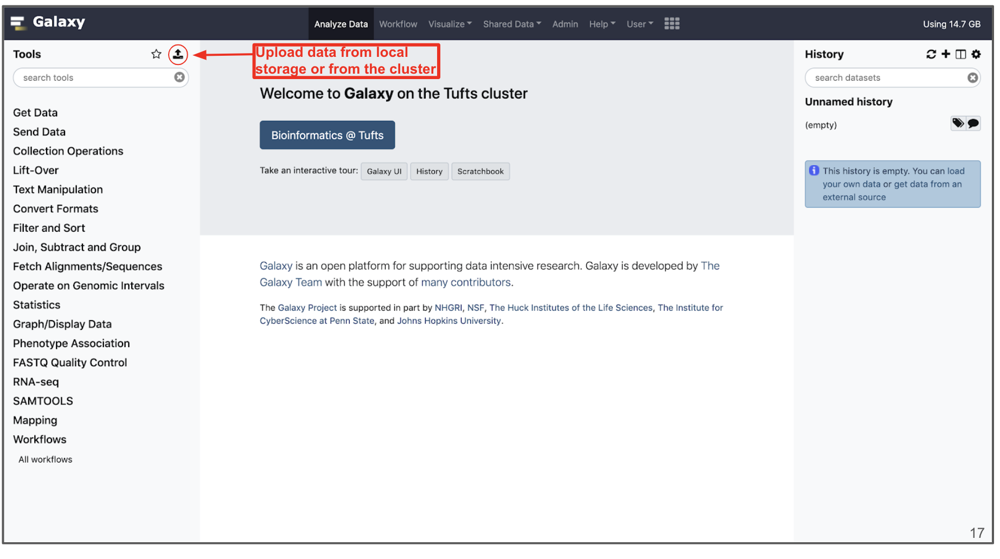 Galaxy
Analyze Data Workflow Visualize Shared Data Admin Help User
Using 14.7 GB
Tools
search tools
Get Data
Send Data
Collection Operations
Lift-Over
Text Manipulation
Convert Formats
Filter and Sort
Join, Subtract and Group
Fetch Alignments/Sequences
Operate on Genomic Intervals
Statistics
Graph/Display Data
Phenotype Association
FASTQ Quality Control
RNA-seq
SAMTOOLS
Mapping
Workflows
All workflows
Upload data from local
storage or from the cluster
Welcome to Galaxy on the Tufts cluster
Bioinformatics @ Tufts
Take an interactive tour: Galaxy UI History Scratchbook
Galaxy is an open platform for supporting data intensive research. Galaxy is developed by The
Galaxy Team with the support of many contributors.
The Galaxy Project is supported in part by NHGRI, NSF, The Huck Institutes of the Life Sciences, The Institute for
CyberScience at Penn State, and Johns Hopkins University.
History
search datasets
Unnamed history
(empty)
This history is empty. You can load
your own data or get data from an
external source
17